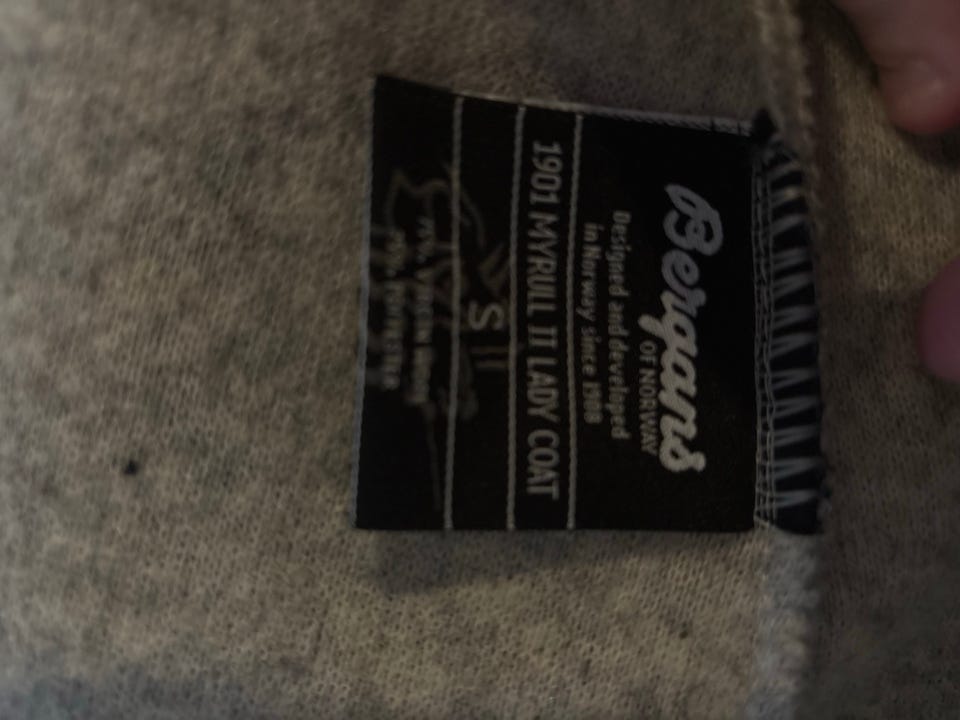 Bergans
OF NORWAY
Designed and developed
in Norway since 1908
1901 MYRULL II LADY COAT
S